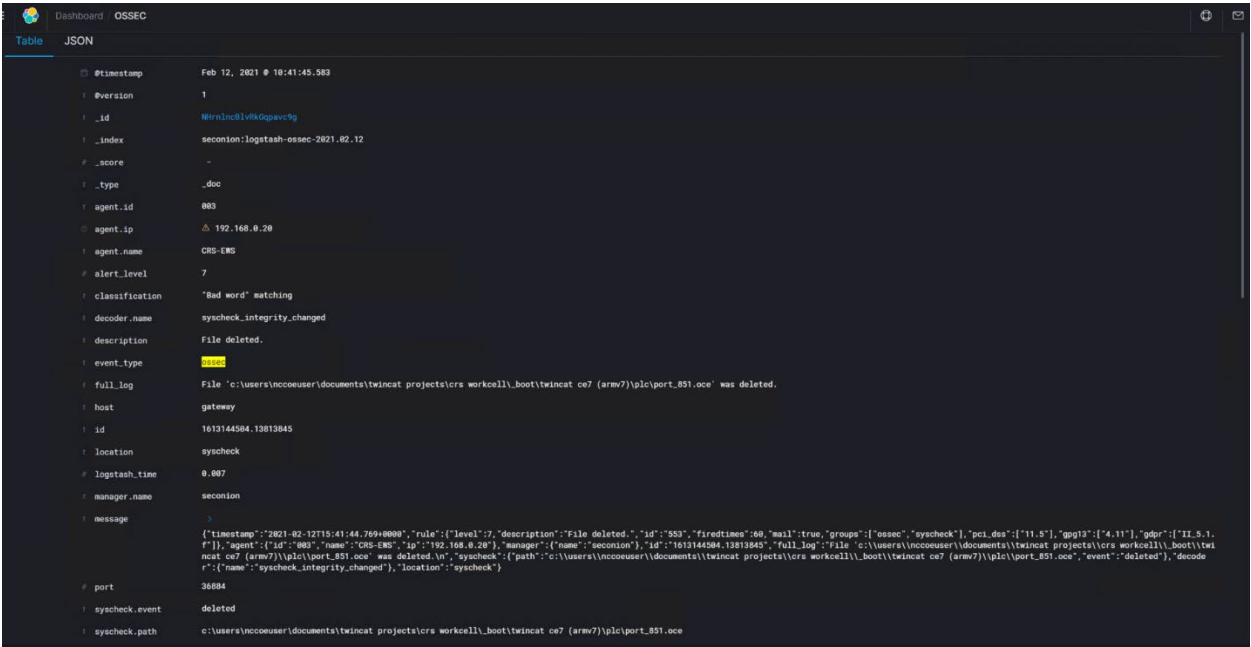 Dashboard / OSSEC
Table JSON
@timestamp Feb 12, 2021 @ 10:41:45.583
@version 1
_id
_index seconion:logstash-ossec-2021.02.12
_score -
_type _doc
agent.id 003
agent.ip 192.168.0.20
agent.name CRS-EWS
alert_level 7
classification "Bad word" matching
decoder.name syscheck_integrity_changed
description File deleted.
event_type ossec
full_log File 'c:\users\nccoeuser\documents\twincat projects\crs workcell\_boot\twincat ce7 (armv7)\plc\port_851.oce' was deleted.
host gateway
id 1613144504.13813845
location syscheck
logstash_time 0.007
manager.name seconion
message
{"timestamp":"2021-02-12T15:41:44.769+0000","rule":{"level":7,"description":"File deleted.","id":"553","firedtimes":60,"mail":true,"groups":["ossec","syscheck"],"pci_dss":["11.5"],"gpg13":["4.11"],"gdpr":["II_5.1.
f"]},"agent":{"id":"003","name":"CRS-EWS","ip":"192.168.0.20"},"manager":{"name":"seconion"},"id":"1613144504.13813845","full_log":"File 'c:\\users\\nccoeuser\\documents\\twincat projects\\crs workcell\\_boot\\twi
ncat ce7 (armv7)\\plc\\port_851.oce' was deleted.\n","syscheck":{"path":"c:\\users\\nccoeuser\\documents\\twincat projects\\crs workcell\\_boot\\twincat ce7 (armv7)\\plc\\port_851.oce","event":"deleted"},"decode
r":{"name":"syscheck_integrity_changed"},"location":"syscheck"}
port 36884
syscheck.event deleted
syscheck.path c:\users\nccoeuser\documents\twincat projects\crs workcell\_boot\twincat ce7 (armv7)\plc\port_851.oce